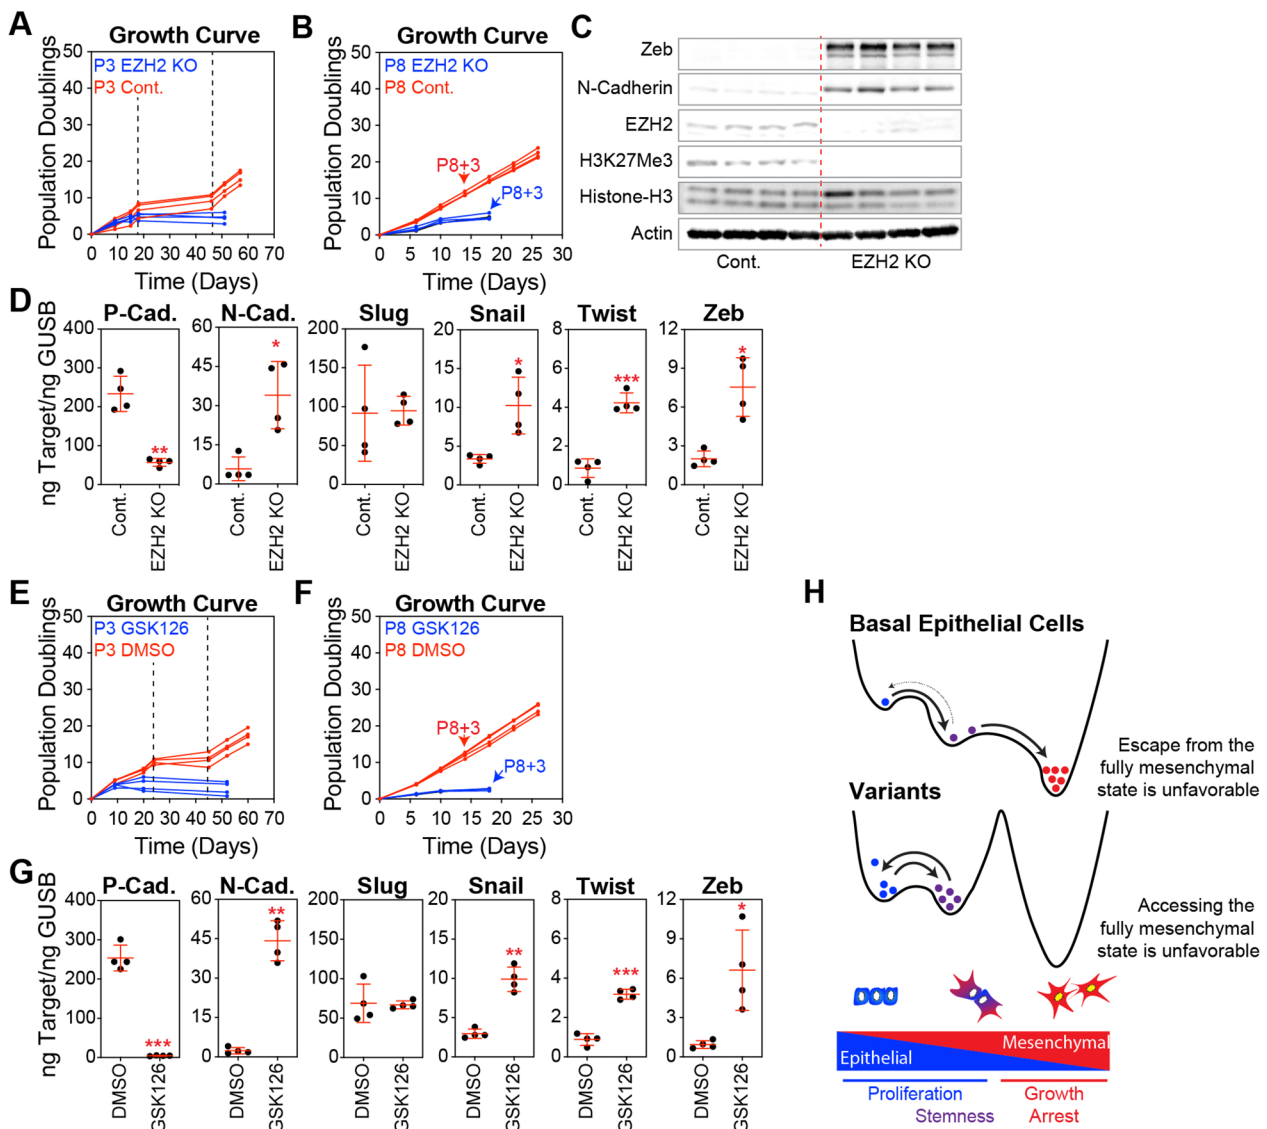 A
Growth Curve
Population Doublings
50
40
30
20
10
0
P3 EZH2 KO
P3 Cont.
0 10 20 30 40 50 60 70
Time (Days)
B
Growth Curve
Population Doublings
50
40
30
20
10
0
P8 EZH2 KO
P8 Cont.
P8+3
P8+3
0 5 10 15 20 25 30
Time (Days)
C
Zeb
N-Cadherin
EZH2
H3K27Me3
Histone-H3
Actin
Cont.
EZH2 KO
D
ng Target/ng GUSB
P-Cad.
400
300
200
100
0
**
Cont.
EZH2 KO
N-Cad.
60
45
30
15
0
*
Cont.
EZH2 KO
Slug
200
150
100
50
0
Cont.
EZH2 KO
Snail
20
15
10
5
0
*
Cont.
EZH2 KO
Twist
8
6
4
2
0
***
Cont.
EZH2 KO
Zeb
12
9
6
3
0
*
Cont.
EZH2 KO
E
Growth Curve
Population Doublings
50
40
30
20
10
0
P3 GSK126
P3 DMSO
0 10 20 30 40 50 60 70
Time (Days)
F
Growth Curve
Population Doublings
50
40
30
20
10
0
P8 GSK126
P8 DMSO
P8+3
P8+3
0 5 10 15 20 25 30
Time (Days)
G
ng Target/ng GUSB
P-Cad.
400
300
200
100
0
***
DMSO
GSK126
N-Cad.
60
45
30
15
0
**
DMSO
GSK126
Slug
200
150
100
50
0
DMSO
GSK126
Snail
20
15
10
5
0
**
DMSO
GSK126
Twist
8
6
4
2
0
***
DMSO
GSK126
Zeb
12
9
6
3
0
*
DMSO
GSK126
H
Basal Epithelial Cells
Escape from the
fully mesenchymal
state is unfavorable
Variants
Accessing the
fully mesenchymal
state is unfavorable
Mesenchymal
Epithelial
Proliferation
Stemness
Growth
Arrest